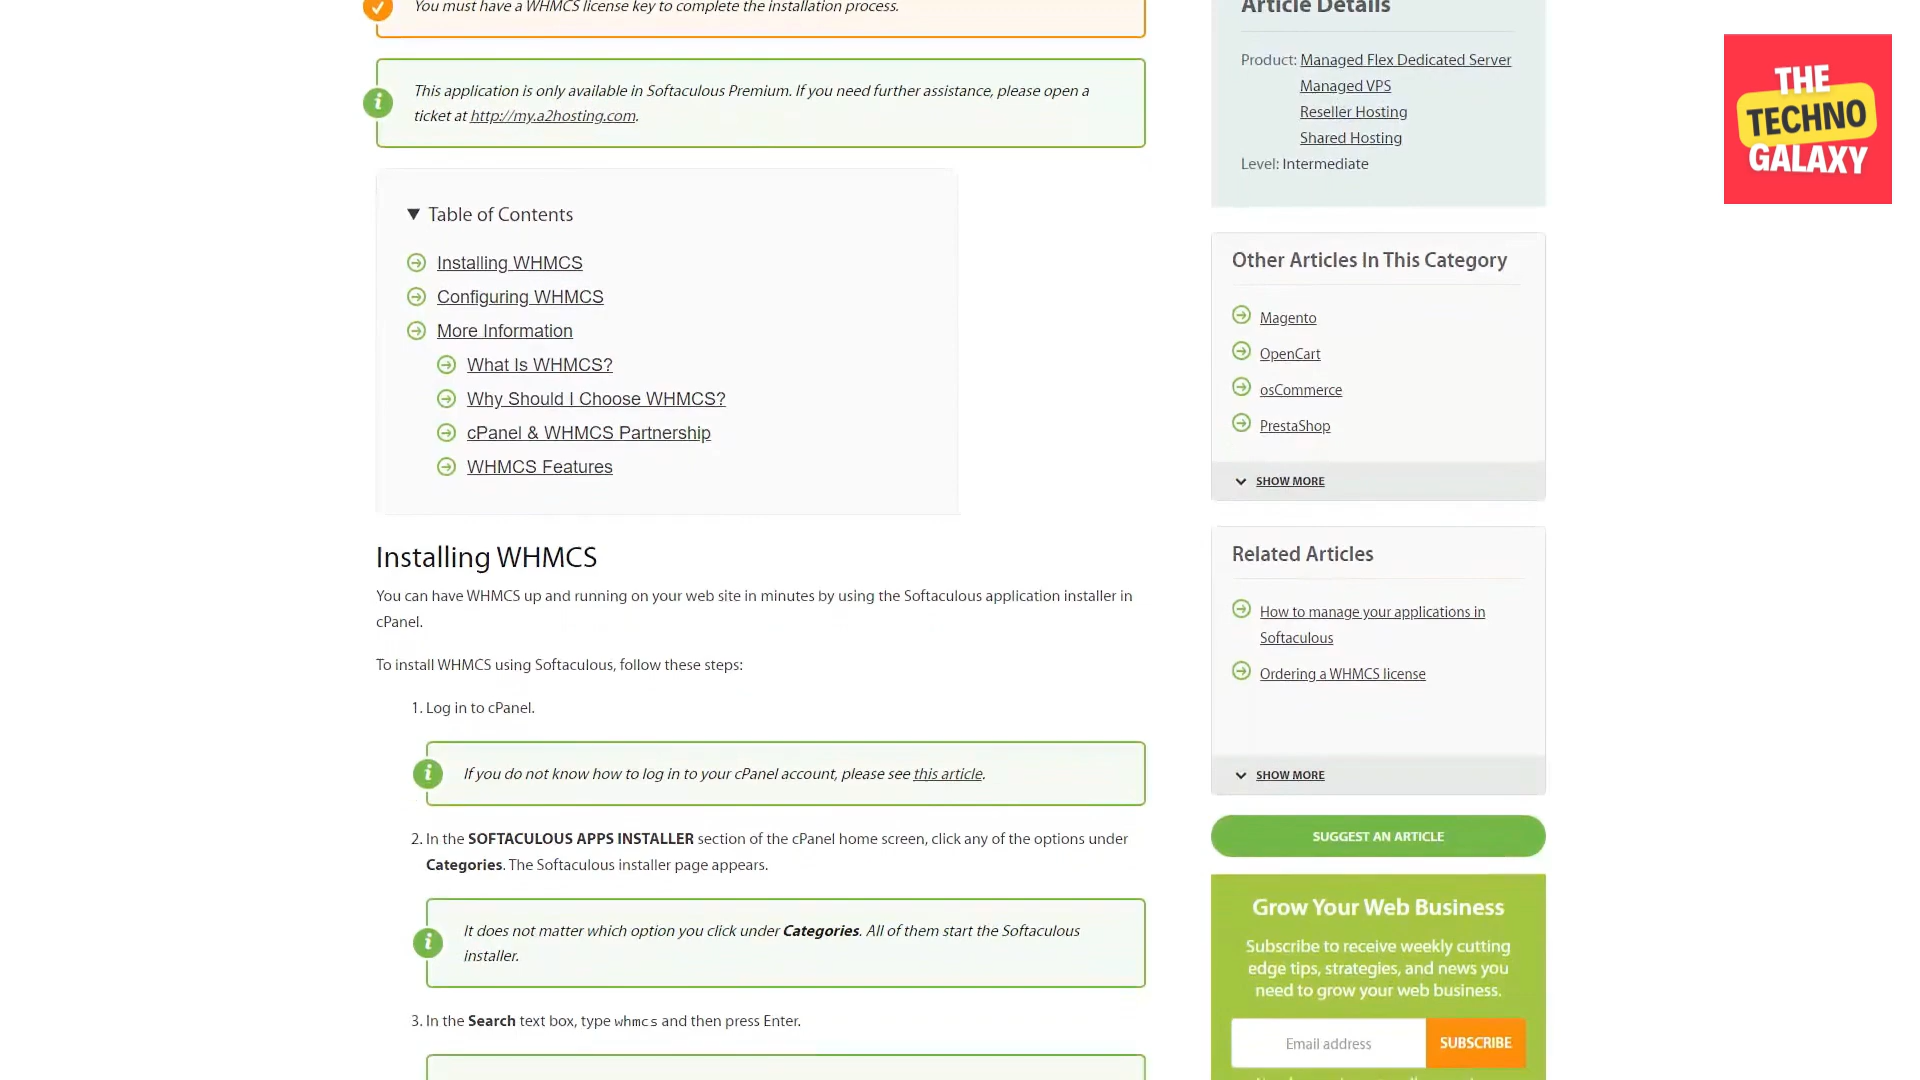 You must have a WHMCS license key to complete the installation process.
This application is only available in Softaculous Premium. If you need further assistance, please open a
ticket at http://my.a2hosting.com.
Table of Contents
Installing WHMCS
Configuring WHMCS
More Information
What Is WHMCS?
Why Should I Choose WHMCS?
cPanel & WHMCS Partnership
WHMCS Features
Installing WHMCS
You can have WHMCS up and running on your web site in minutes by using the Softaculous application installer in
cPanel.
To install WHMCS using Softaculous, follow these steps:
1. Log in to cPanel.
If you do not know how to log in to your cPanel account, please see this article.
2. In the SOFTACULOUS APPS INSTALLER section of the cPanel home screen, click any of the options under
Categories. The Softaculous installer page appears.
It does not matter which option you click under Categories. All of them start the Softaculous
installer.
3. In the Search text box, type whmcs and then press Enter.
Article Details
Product: Managed Flex Dedicated Server
Managed VPS
Reseller Hosting
Shared Hosting
Level: Intermediate
Other Articles In This Category
Magento
OpenCart
osCommerce
PrestaShop
SHOW MORE
Related Articles
How to manage your applications in
Softaculous
Ordering a WHMCS license
SHOW MORE
SUGGEST AN ARTICLE
Grow Your Web Business
Subscribe to receive weekly cutting
edge tips, strategies, and news you
need to grow your web business.
Email address
SUBSCRIBE
THE
TECHNO
GALAXY